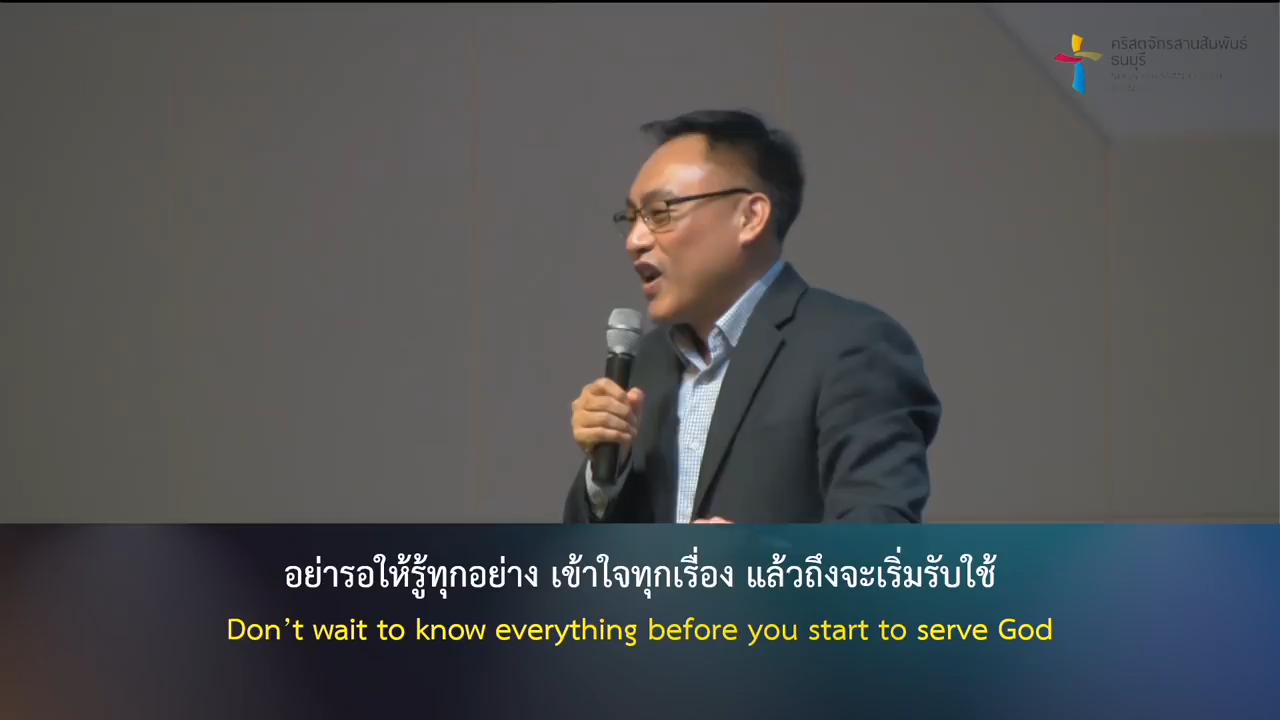 คริสตจักรสานสัมพันธ์
ธนบุรี
อย่ารอให้รู้ทุกอย่าง เข้าใจทุกเรื่อง แล้วถึงจะเริ่มรับใช้
Don't wait to know everything before you start to serve God